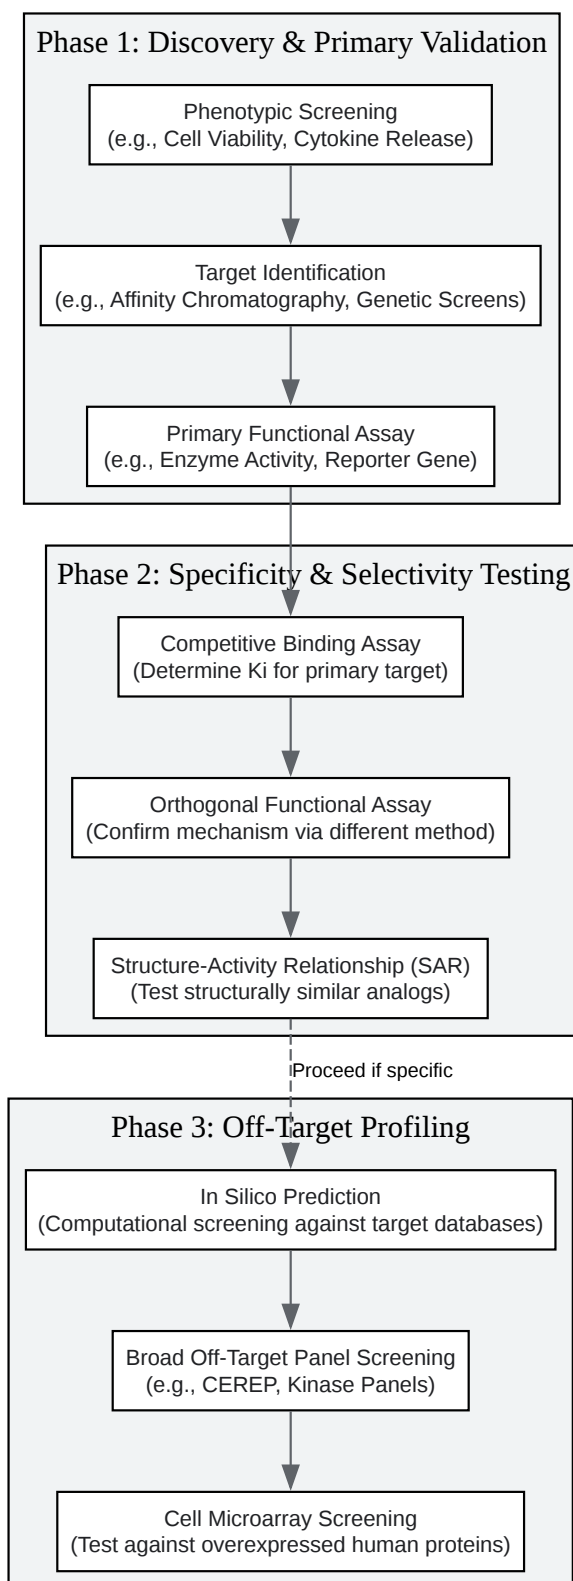 Phase 1: Discovery & Primary Validation
Phenotypic Screening
(e.g., Cell Viability, Cytokine Release)
Target Identification
(e.g., Affinity Chromatography, Genetic Screens)
Primary Functional Assay
(e.g., Enzyme Activity, Reporter Gene)
Phase 2: Specificity & Selectivity Testing
Competitive Binding Assay
(Determine Ki for primary target)
Orthogonal Functional Assay
(Confirm mechanism via different method)
Structure-Activity Relationship (SAR)
(Test structurally similar analogs)
Proceed if specific
Phase 3: Off-Target Profiling
In Silico Prediction
(Computational screening against target databases)
Broad Off-Target Panel Screening
(e.g., CEREP, Kinase Panels)
Cell Microarray Screening
(Test against overexpressed human proteins)